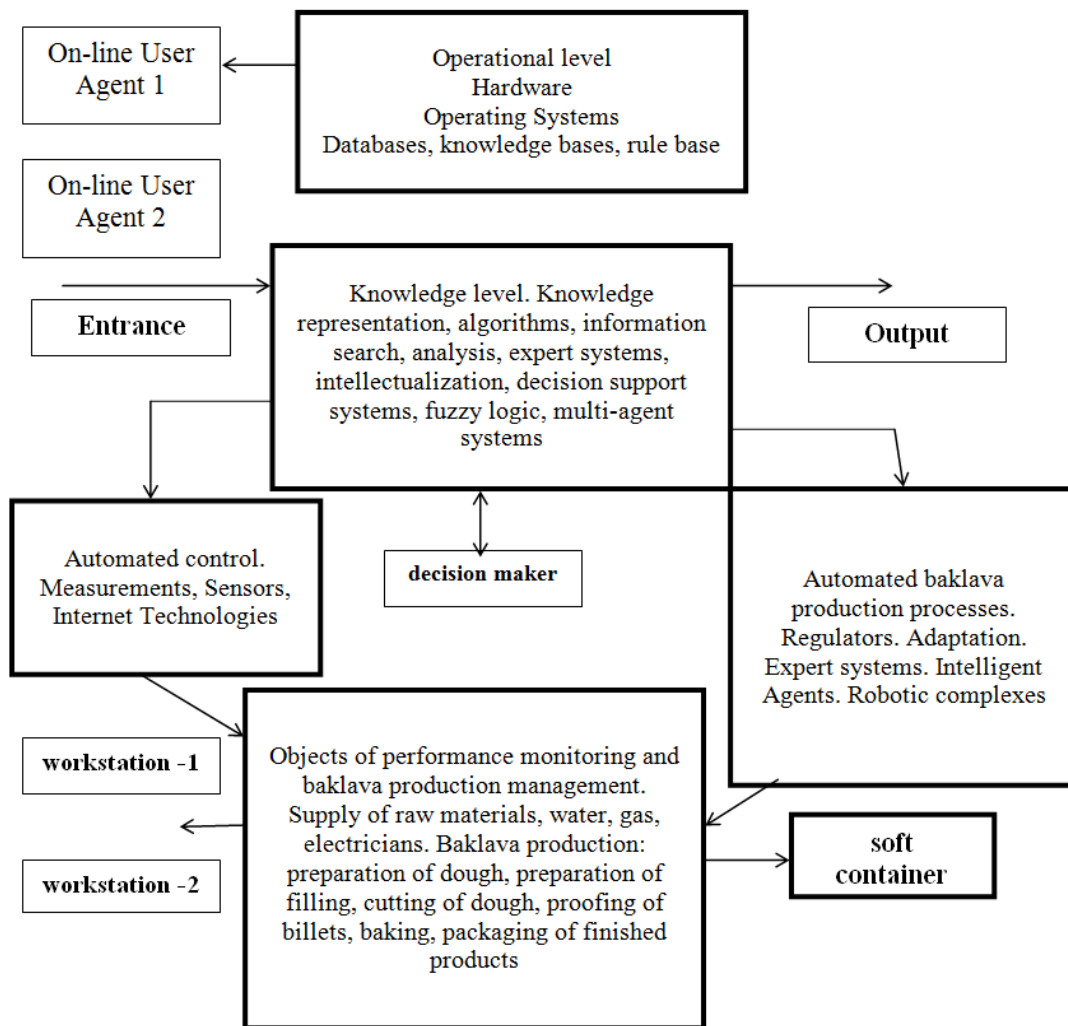 On-line User
Agent 1
Operational level
Hardware
Operating Systems
Databases, knowledge bases, rule base
On-line User
Agent 2
Entrance
Knowledge level. Knowledge
representation, algorithms, information
search, analysis, expert systems,
intellectualization, decision support
systems, fuzzy logic, multi-agent
systems
Output
Automated control.
Measurements, Sensors,
Internet Technologies
decision maker
Automated baklava
production processes.
Regulators. Adaptation.
Expert systems. Intelligent
Agents. Robotic complexes
workstation -1
workstation -2
Objects of performance monitoring and
baklava production management.
Supply of raw materials, water, gas,
electricians. Baklava production:
preparation of dough, preparation of
filling, cutting of dough, proofing of
billets, baking, packaging of finished
products
soft
container